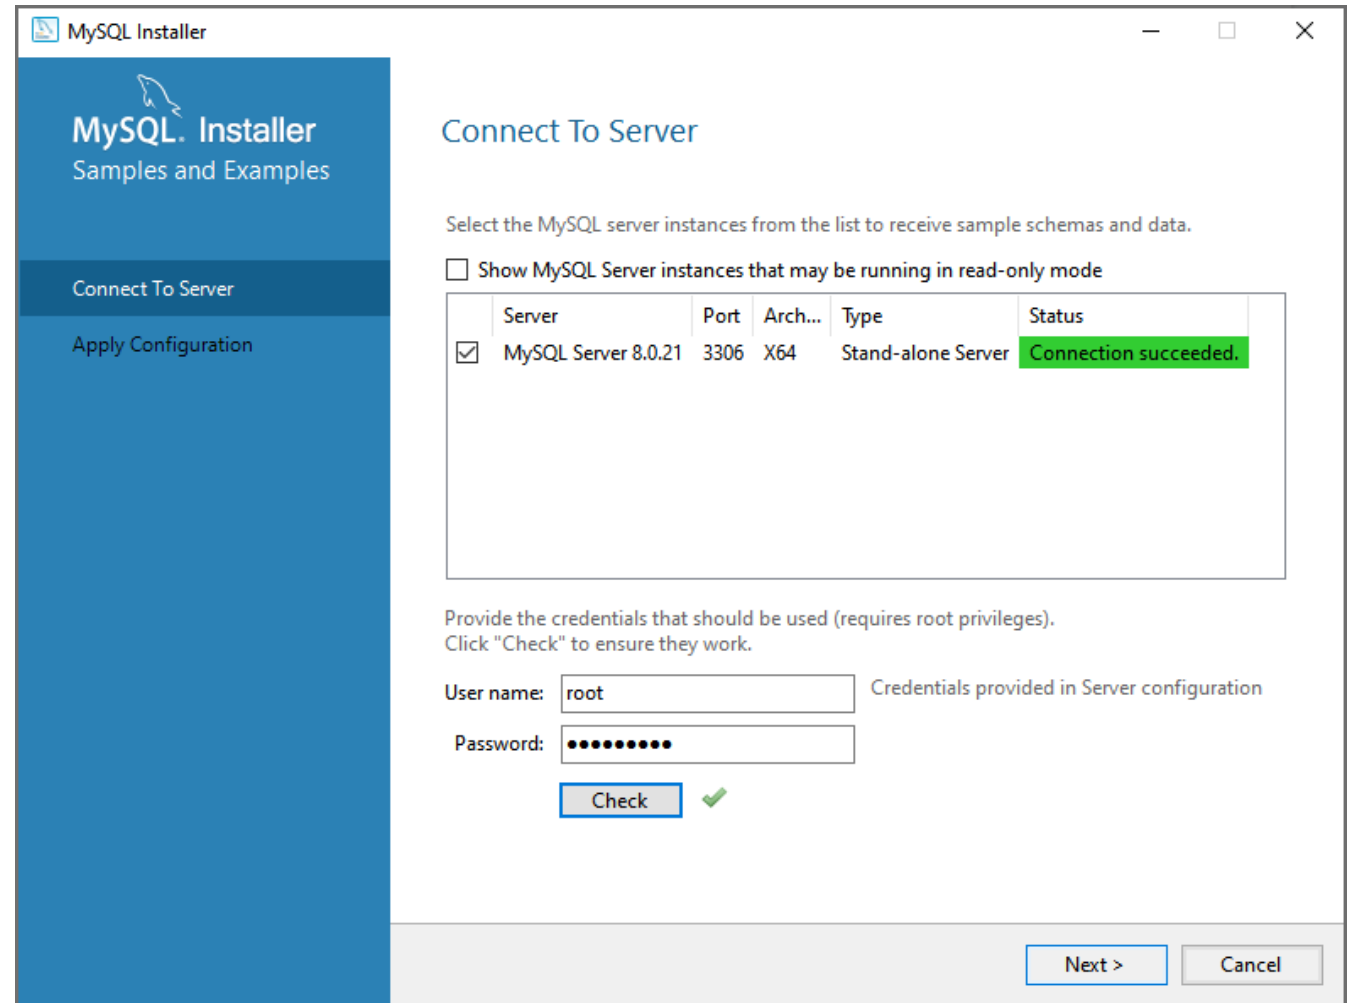 MySQL Installer
MySQL. Installer
Samples and Examples
Connect To Server
Apply Configuration
Connect To Server
Select the MySQL server instances from the list to receive sample schemas and data.
Show MySQL Server instances that may be running in read-only mode
Server Port Arch... Type Status
MySQL Server 8.0.21 3306 X64 Stand-alone Server Connection succeeded.
Provide the credentials that should be used (requires root privileges).
Click "Check" to ensure they work.
User name: root Credentials provided in Server configuration
Password: ●●●●●●●●●
Check
Next > Cancel